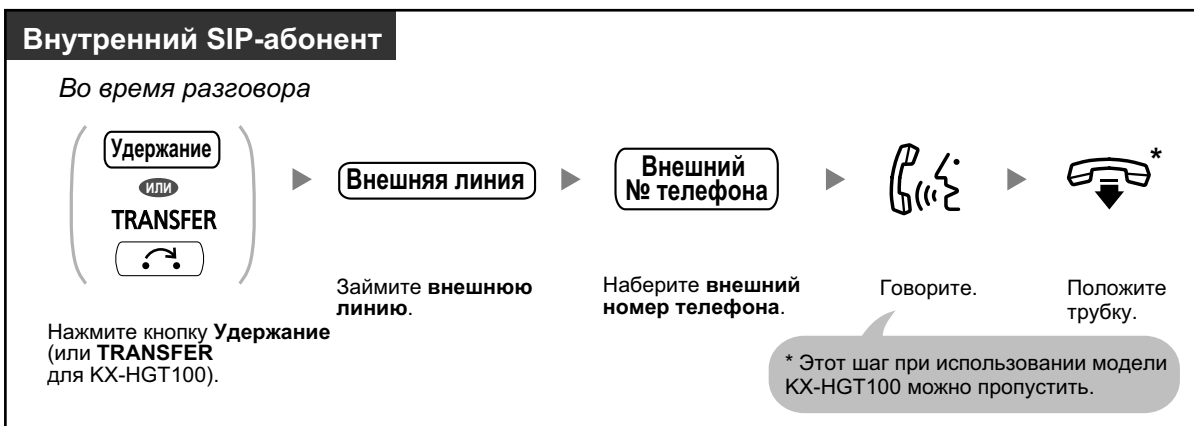 Внутренний SIP-абонент
Во время разговора
Удержание
или
TRANSFER
Внешняя линия
Внешний
№ телефона
*
Нажмите кнопку Удержание
(или TRANSFER
для KX-HGT100).
Займите внешнюю
линию.
Наберите внешний
номер телефона.
Говорите.
Положите
трубку.
* Этот шаг при использовании модели
KX-HGT100 можно пропустить.